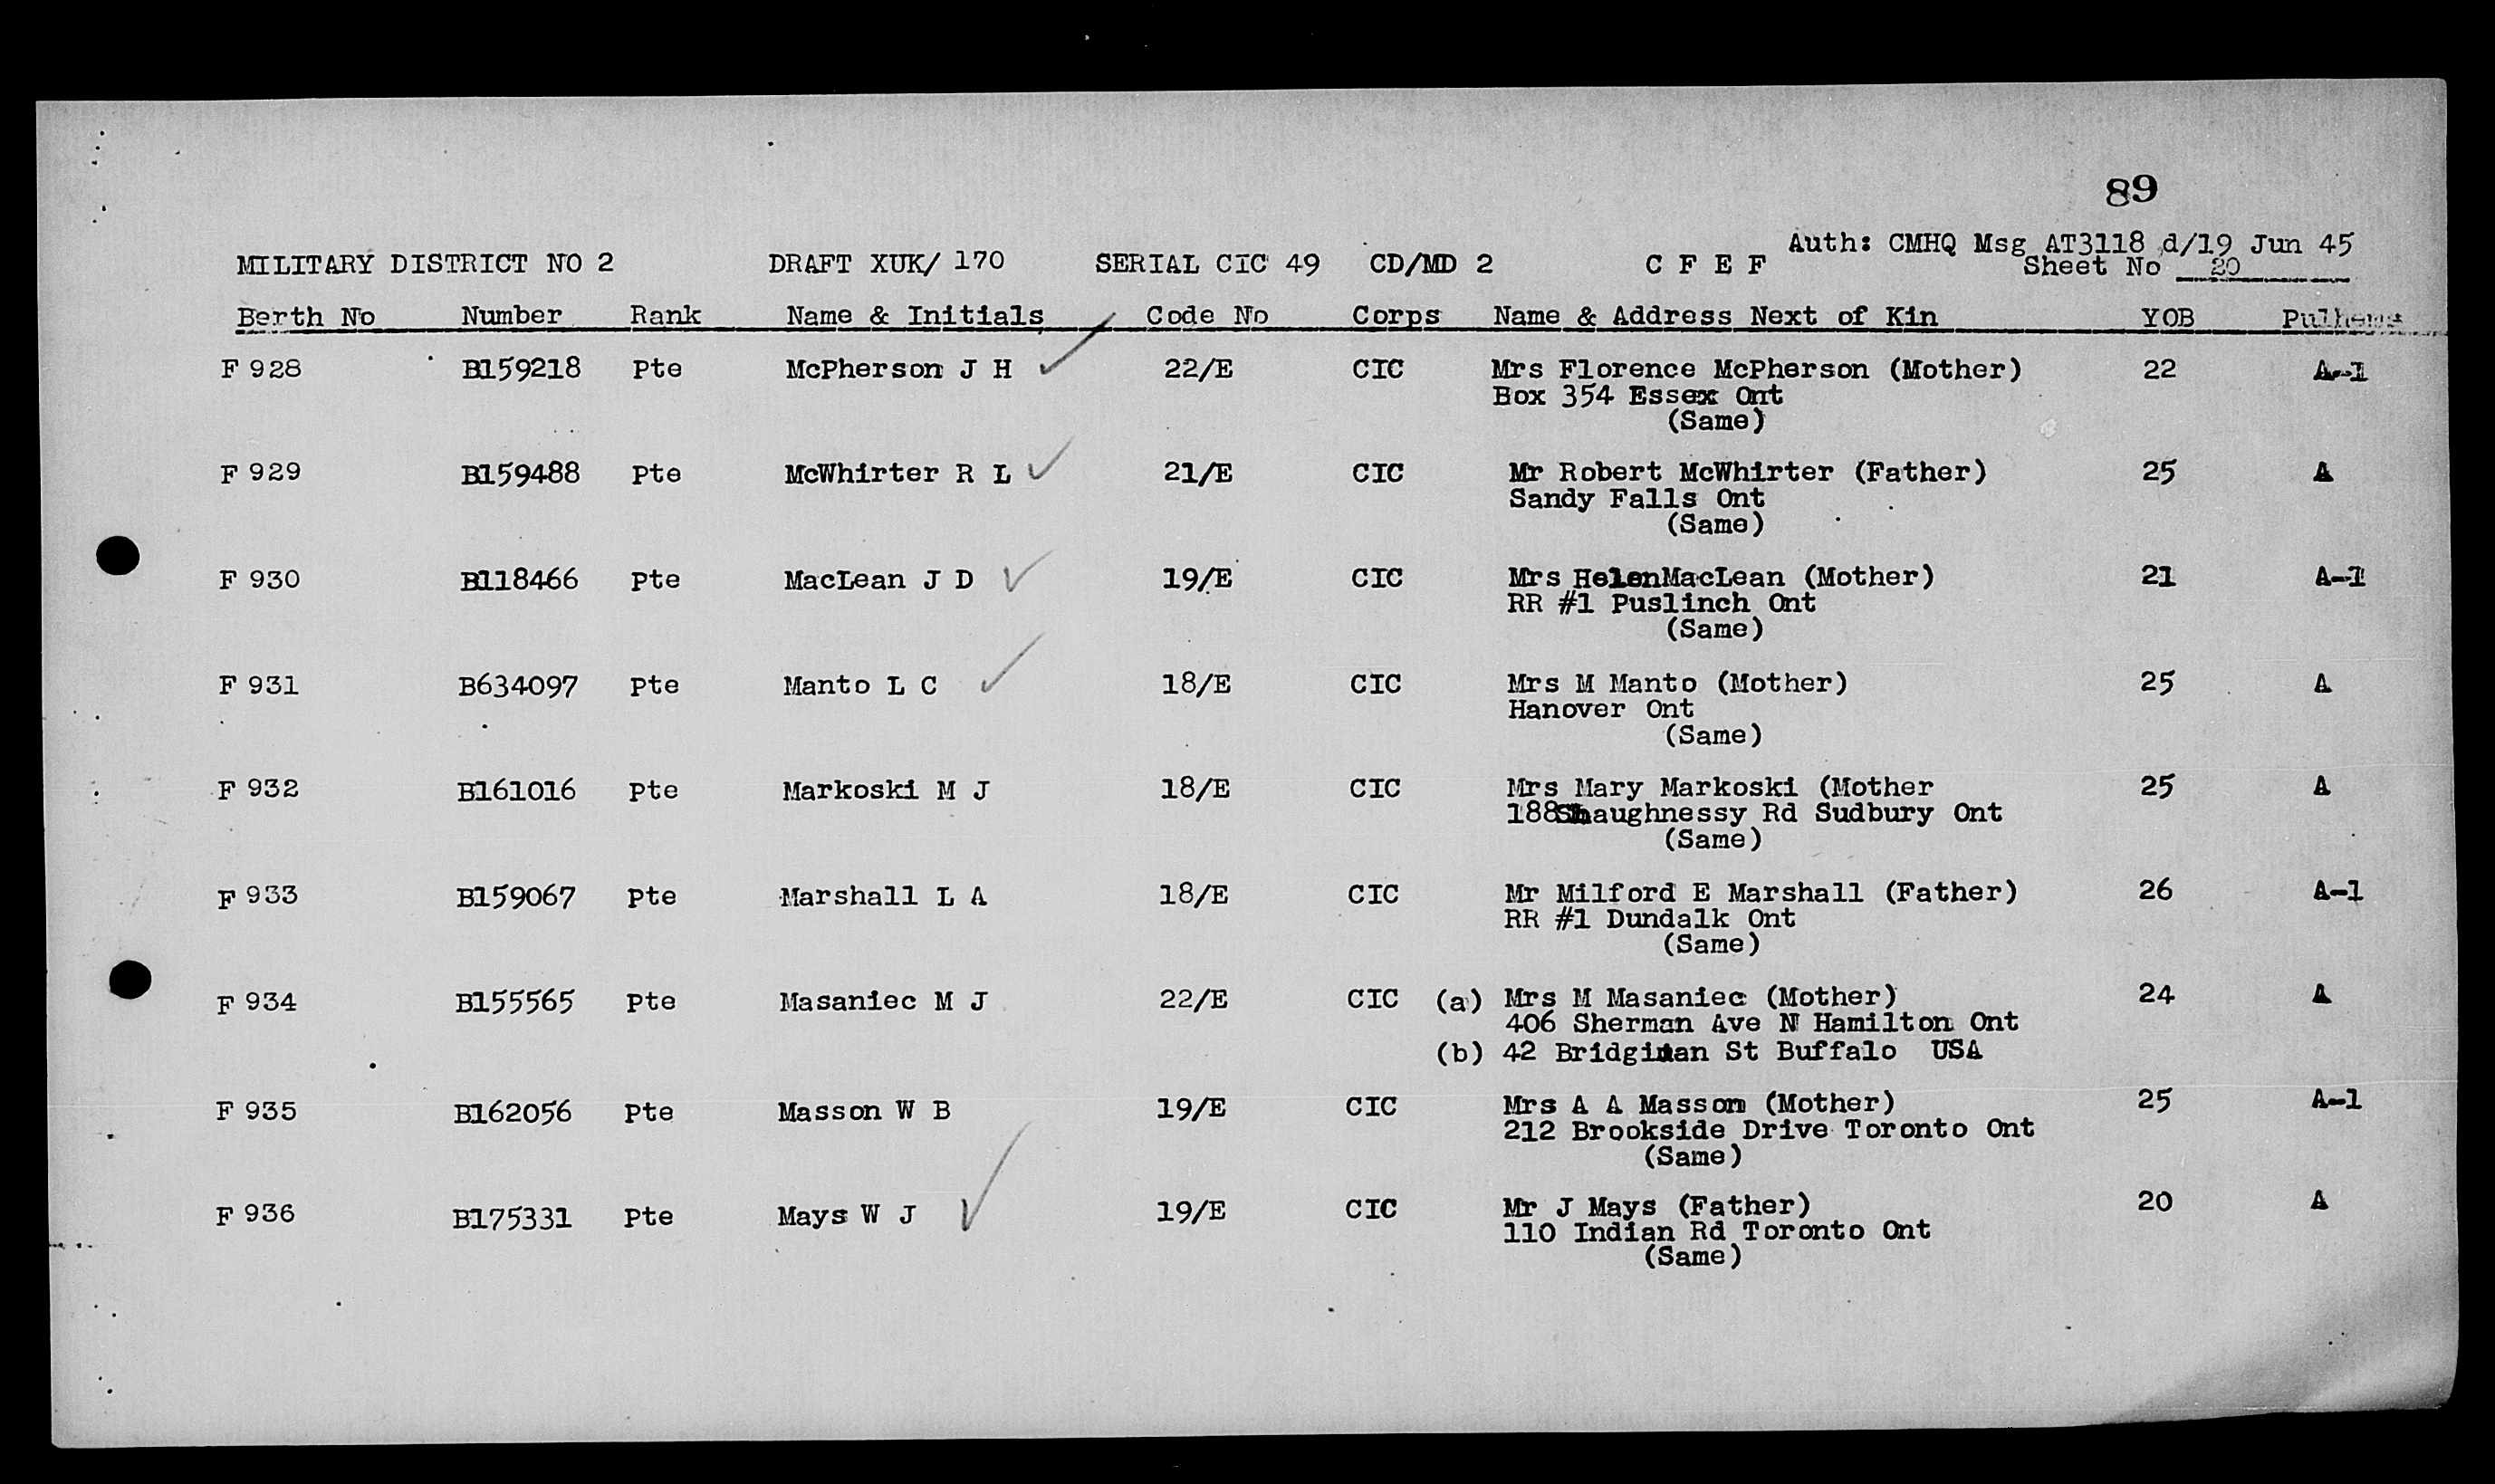 89
Auth: CMHQ Msg AT3118 d/19 Jun 45
MILITARY DISTRICT NO 2 DRAFT XUK/ 170 SERIAL CIC 49 CD/MD 2 C F E F Sheet No 20
Berth No Number Rank Name & Initials Code No Corps Name & Address Next of Kin YOB Pulhems
F 928 B159218 Pte McPherson J H ✓ 22/E CIC Mrs Florence McPherson (Mother) 22 A-1
Box 354 Essex Ont
(Same)
F 929 B159488 Pte McWhirter R L ✓ 21/E CIC Mr Robert McWhirter (Father) 25 A
Sandy Falls Ont
(Same)
F 930 B118466 Pte MacLean J D ✓ 19/E CIC Mrs HelenMacLean (Mother) 21 A-1
RR #1 Puslinch Ont
(Same)
F 931 B634097 Pte Manto L C ✓ 18/E CIC Mrs M Manto (Mother) 25 A
Hanover Ont
(Same)
F 932 B161016 Pte Markoski M J 18/E CIC Mrs Mary Markoski (Mother 25 A
188Shaughnessy Rd Sudbury Ont
(Same)
F 933 B159067 Pte Marshall L A 18/E CIC Mr Milford E Marshall (Father) 26 A-1
RR #1 Dundalk Ont
(Same)
F 934 B155565 Pte Masaniec M J 22/E CIC (a) Mrs M Masaniec (Mother) 24 A
406 Sherman Ave N Hamilton Ont
(b) 42 St Buffalo USA
F 935 B162056 Pte Masson W B 19/E CIC Mrs A A Masson (Mother) 25 A-1
212 Brookside Drive Toronto Ont
(Same)
F 936 B175331 Pte Mays W J ✓ 19/E CIC Mr J Mays (Father) 20 A
110 Indian Rd Toronto Ont
(Same)